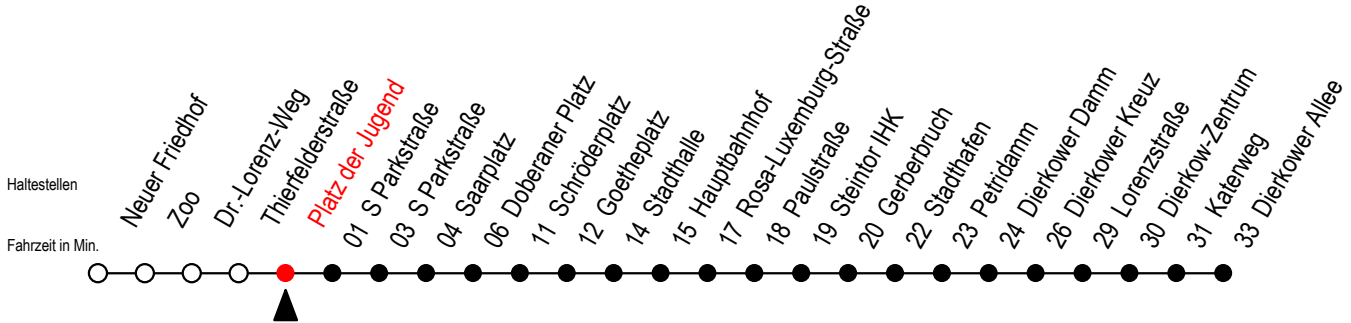 Haltestellen
Fahrzeit in Min.
Neuer Friedhof
Zoo
Dr.-Lorenz-Weg
Thierfelderstraße
Platz der Jugend
01 S Parkstraße
03 S Parkstraße
04 Saarplatz
06 Doberaner Platz
11 Schröderplatz
12 Goetheplatz
14 Stadthalle
15 Hauptbahnhof
17 Rosa-Luxemburg-Straße
18 Paulstraße
19 Steintor IHK
20 Gerberbruch
22 Stadthafen
23 Petridamm
24 Dierkower Damm
26 Dierkower Kreuz
29 Lorenzstraße
30 Dierkow-Zentrum
31 Katerweg
33 Dierkower Allee